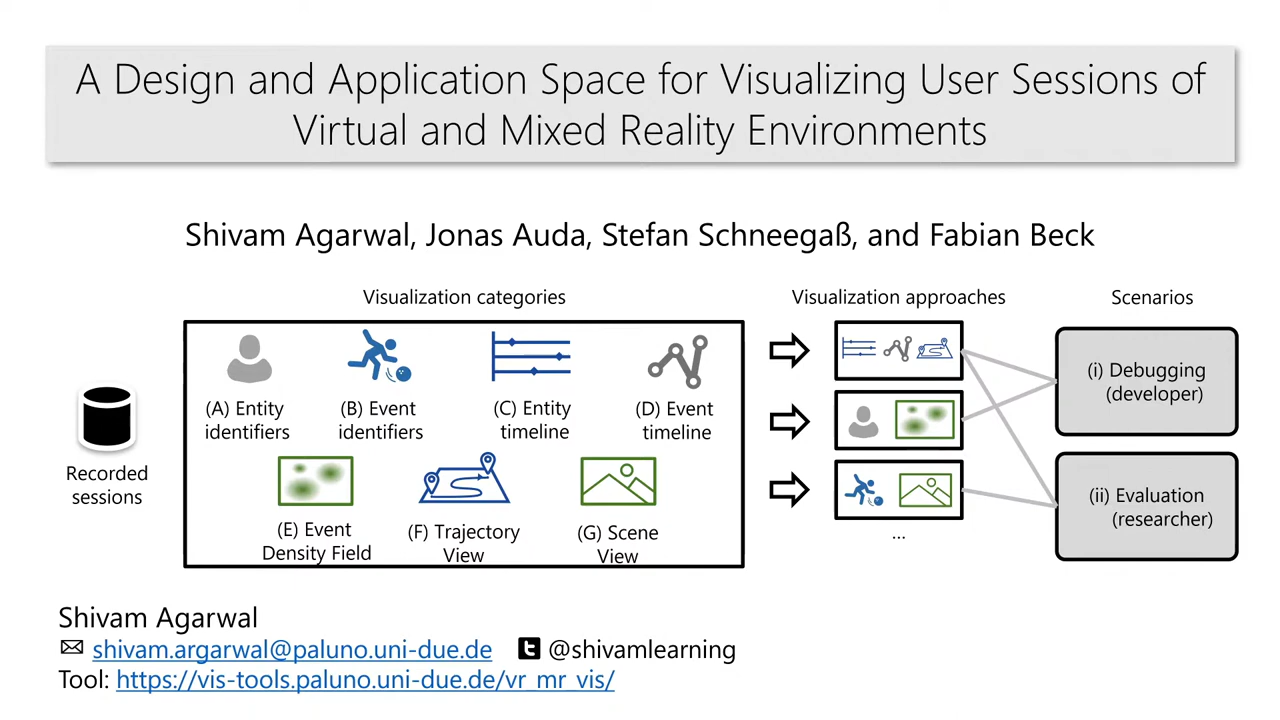 A Design and Application Space for Visualizing User Sessions of
Virtual and Mixed Reality Environments
Shivam Agarwal, Jonas Auda, Stefan Schneegaß, and Fabian Beck
Visualization categories
Visualization approaches
Scenarios
Recorded
sessions
(A) Entity
identifiers
(B) Event
identifiers
(C) Entity
timeline
(D) Event
timeline
(E) Event
Density Field
(F) Trajectory
View
(G) Scene
View
...
(i) Debugging
(developer)
(ii) Evaluation
(researcher)
Shivam Agarwal
shivam.argarwal@paluno.uni-due.de @shivamlearning
Tool: https://vis-tools.paluno.uni-due.de/vr_mr_vis/